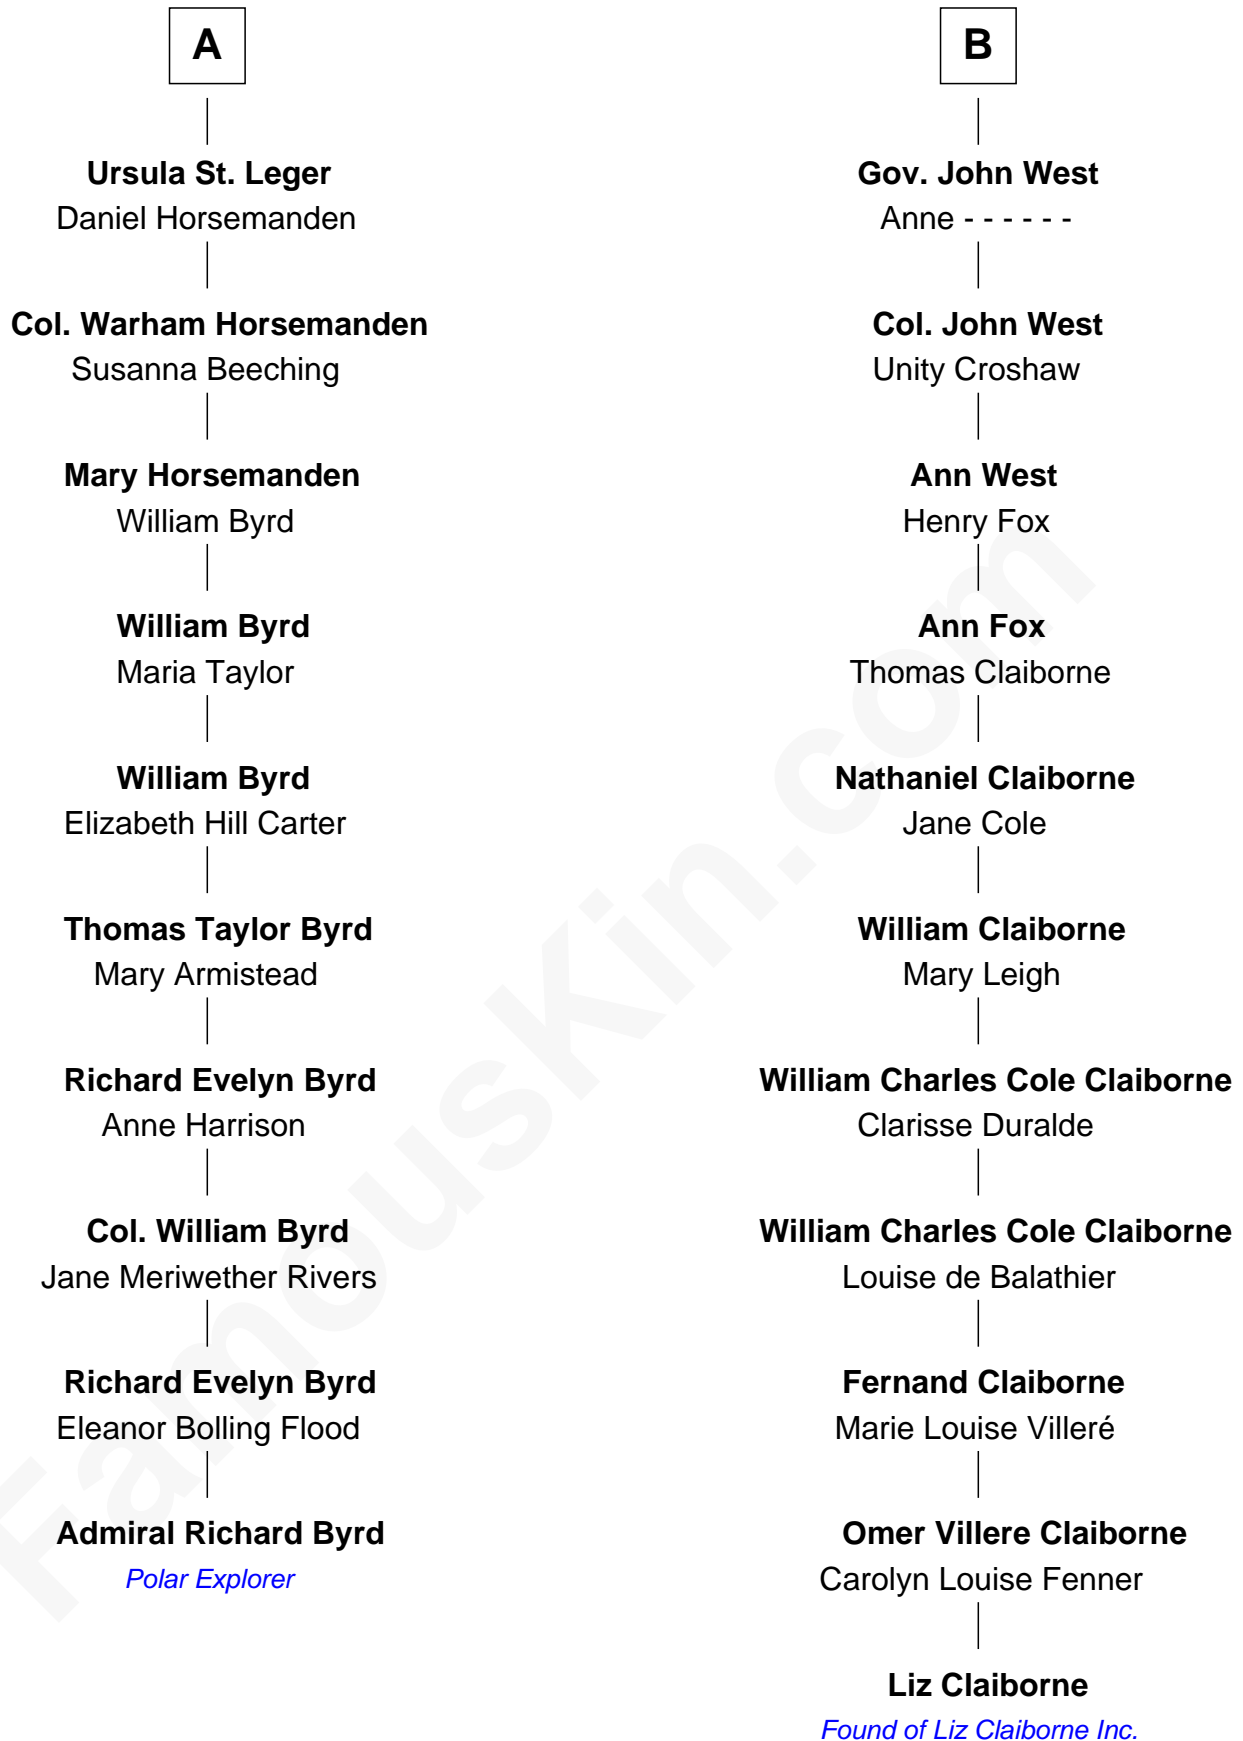 A
Ursula St. Leger
Daniel Horsemanden
Col. Warham Horsemanden
Susanna Beeching
Mary Horsemanden
William Byrd
William Byrd
Maria Taylor
William Byrd
Elizabeth Hill Carter
Thomas Taylor Byrd
Mary Armistead
Richard Evelyn Byrd
Anne Harrison
Col. William Byrd
Jane Meriwether Rivers
Richard Evelyn Byrd
Eleanor Bolling Flood
Admiral Richard Byrd
Polar Explorer
B
Gov. John West
Anne - - - - - -
Col. John West
Unity Croshaw
Ann West
Henry Fox
Ann Fox
Thomas Claiborne
Nathaniel Claiborne
Jane Cole
William Claiborne
Mary Leigh
William Charles Cole Claiborne
Clarisse Duralde
William Charles Cole Claiborne
Louise de Balathier
Fernand Claiborne
Marie Louise Villeré
Omer Villere Claiborne
Carolyn Louise Fenner
Liz Claiborne
Found of Liz Claiborne Inc.
FamousKin.com